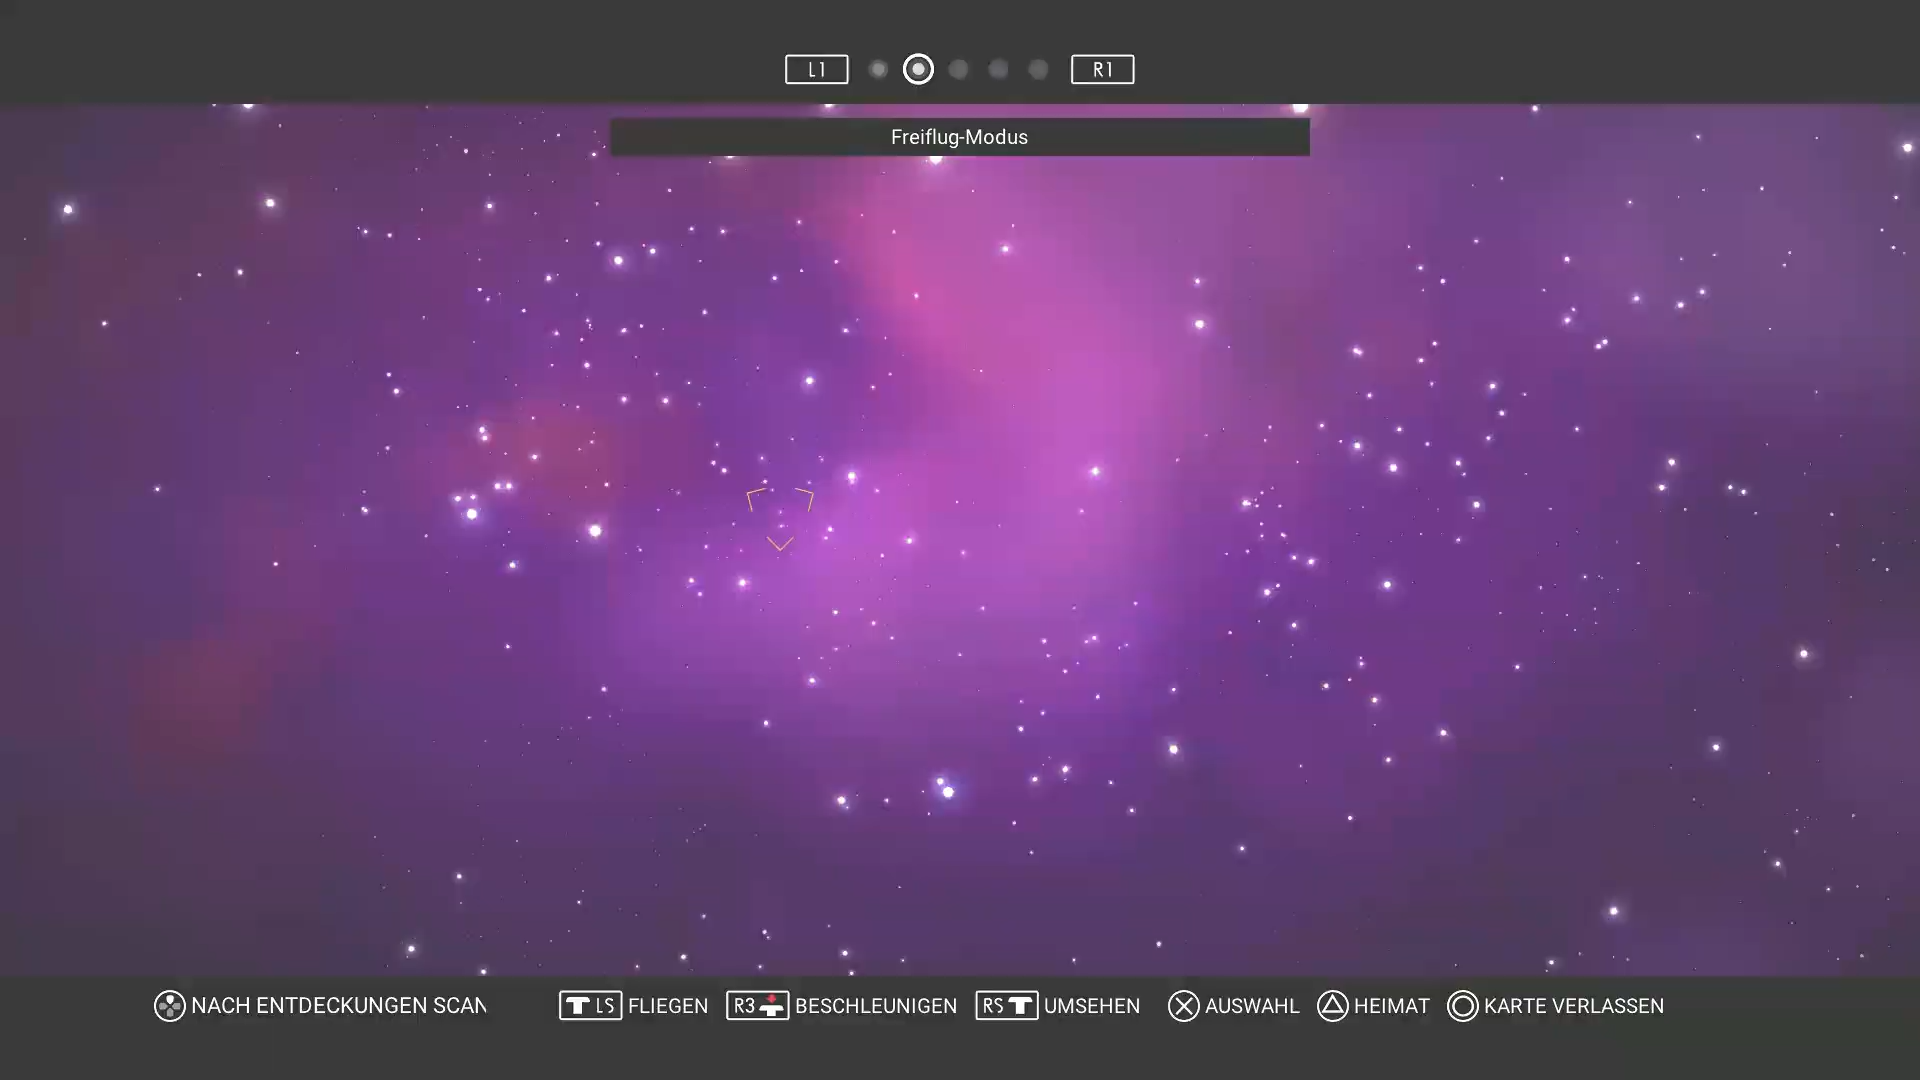 L1 R1
Freiflug-Modus
NACH ENTDECKUNGEN SCAN LS FLIEGEN R3 BESCHLEUNIGEN RS UMSEHEN AUSWAHL HEIMAT KARTE VERLASSEN